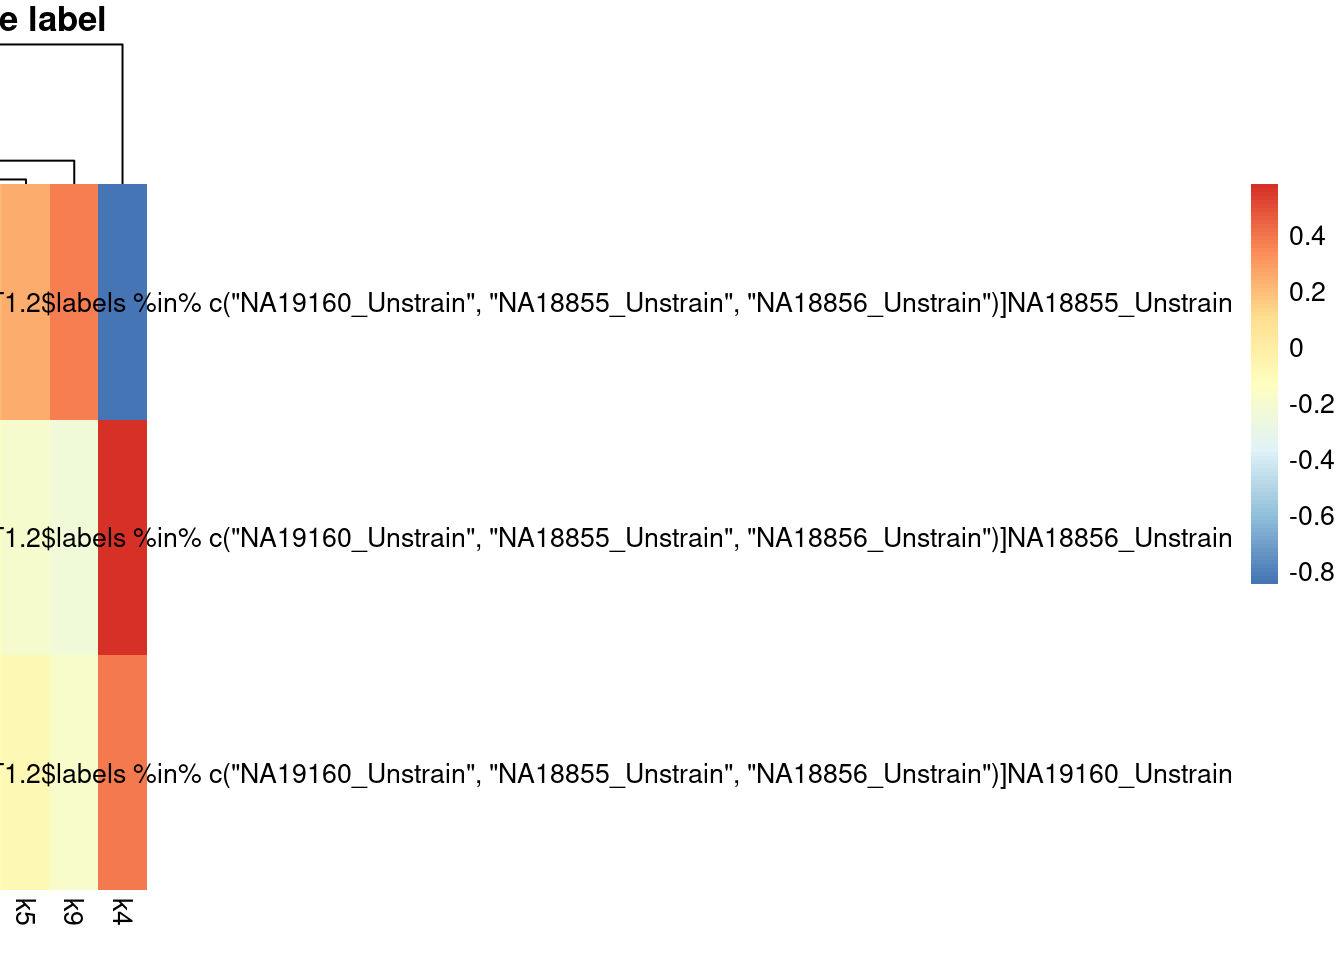 e label
T1.2$labels %in% c("NA19160_Unstrain", "NA18855_Unstrain", "NA18856_Unstrain")]NA18855_Unstrain
T1.2$labels %in% c("NA19160_Unstrain", "NA18855_Unstrain", "NA18856_Unstrain")]NA18856_Unstrain
T1.2$labels %in% c("NA19160_Unstrain", "NA18855_Unstrain", "NA18856_Unstrain")]NA19160_Unstrain
k5
k9
k4
0.4
0.2
0
-0.2
-0.4
-0.6
-0.8